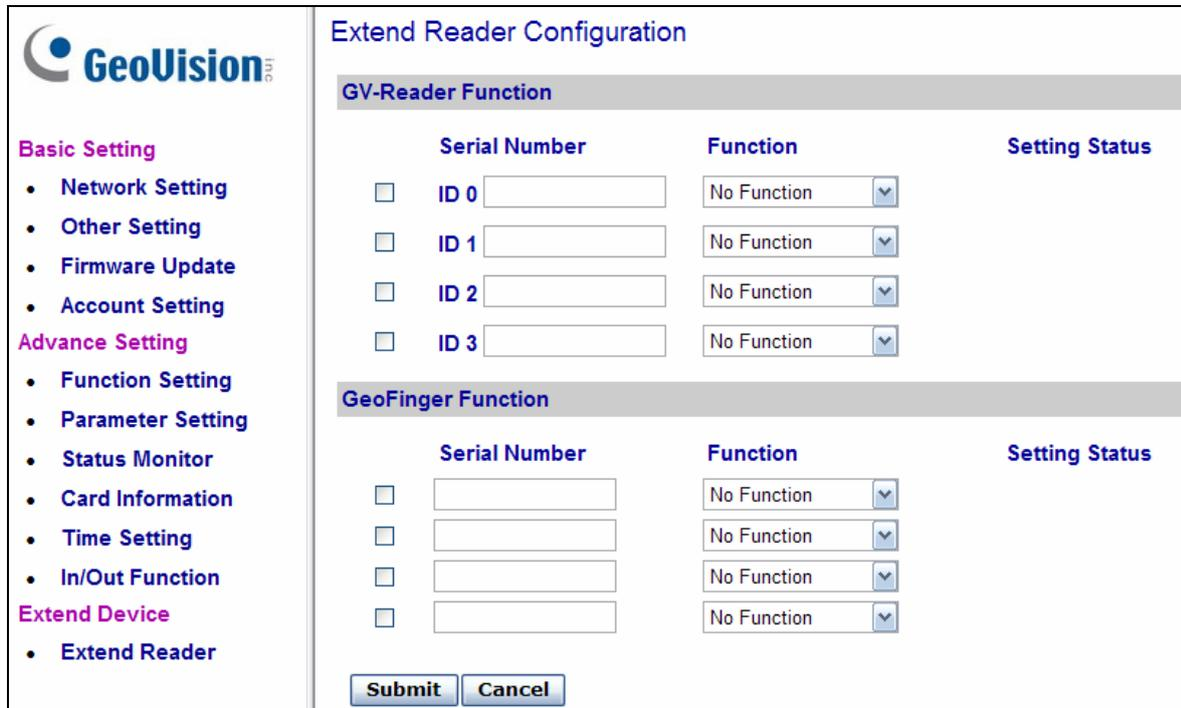 GeoVision inc
Basic Setting
• Network Setting
• Other Setting
• Firmware Update
• Account Setting
Advance Setting
• Function Setting
• Parameter Setting
• Status Monitor
• Card Information
• Time Setting
• In/Out Function
Extend Device
• Extend Reader
Extend Reader Configuration
GV-Reader Function
Serial Number Function Setting Status
ID 0 No Function
ID 1 No Function
ID 2 No Function
ID 3 No Function
GeoFinger Function
Serial Number Function Setting Status
No Function
No Function
No Function
No Function
Submit Cancel